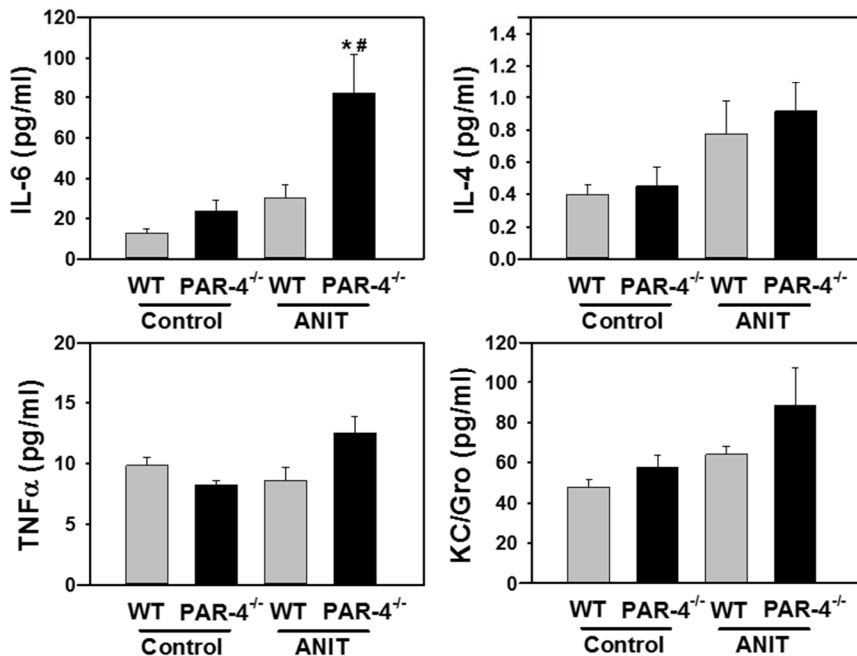 IL-6 (pg/ml)
120
100
80
60
40
20
0
*#
WT PAR-4-/- WT PAR-4-/-
Control ANIT
IL-4 (pg/ml)
1.4
1.2
1.0
0.8
0.6
0.4
0.2
0.0
WT PAR-4-/- WT PAR-4-/-
Control ANIT
TNFα (pg/ml)
20
15
10
5
0
WT PAR-4-/- WT PAR-4-/-
Control ANIT
KC/Gro (pg/ml)
120
100
80
60
40
20
0
WT PAR-4-/- WT PAR-4-/-
Control ANIT